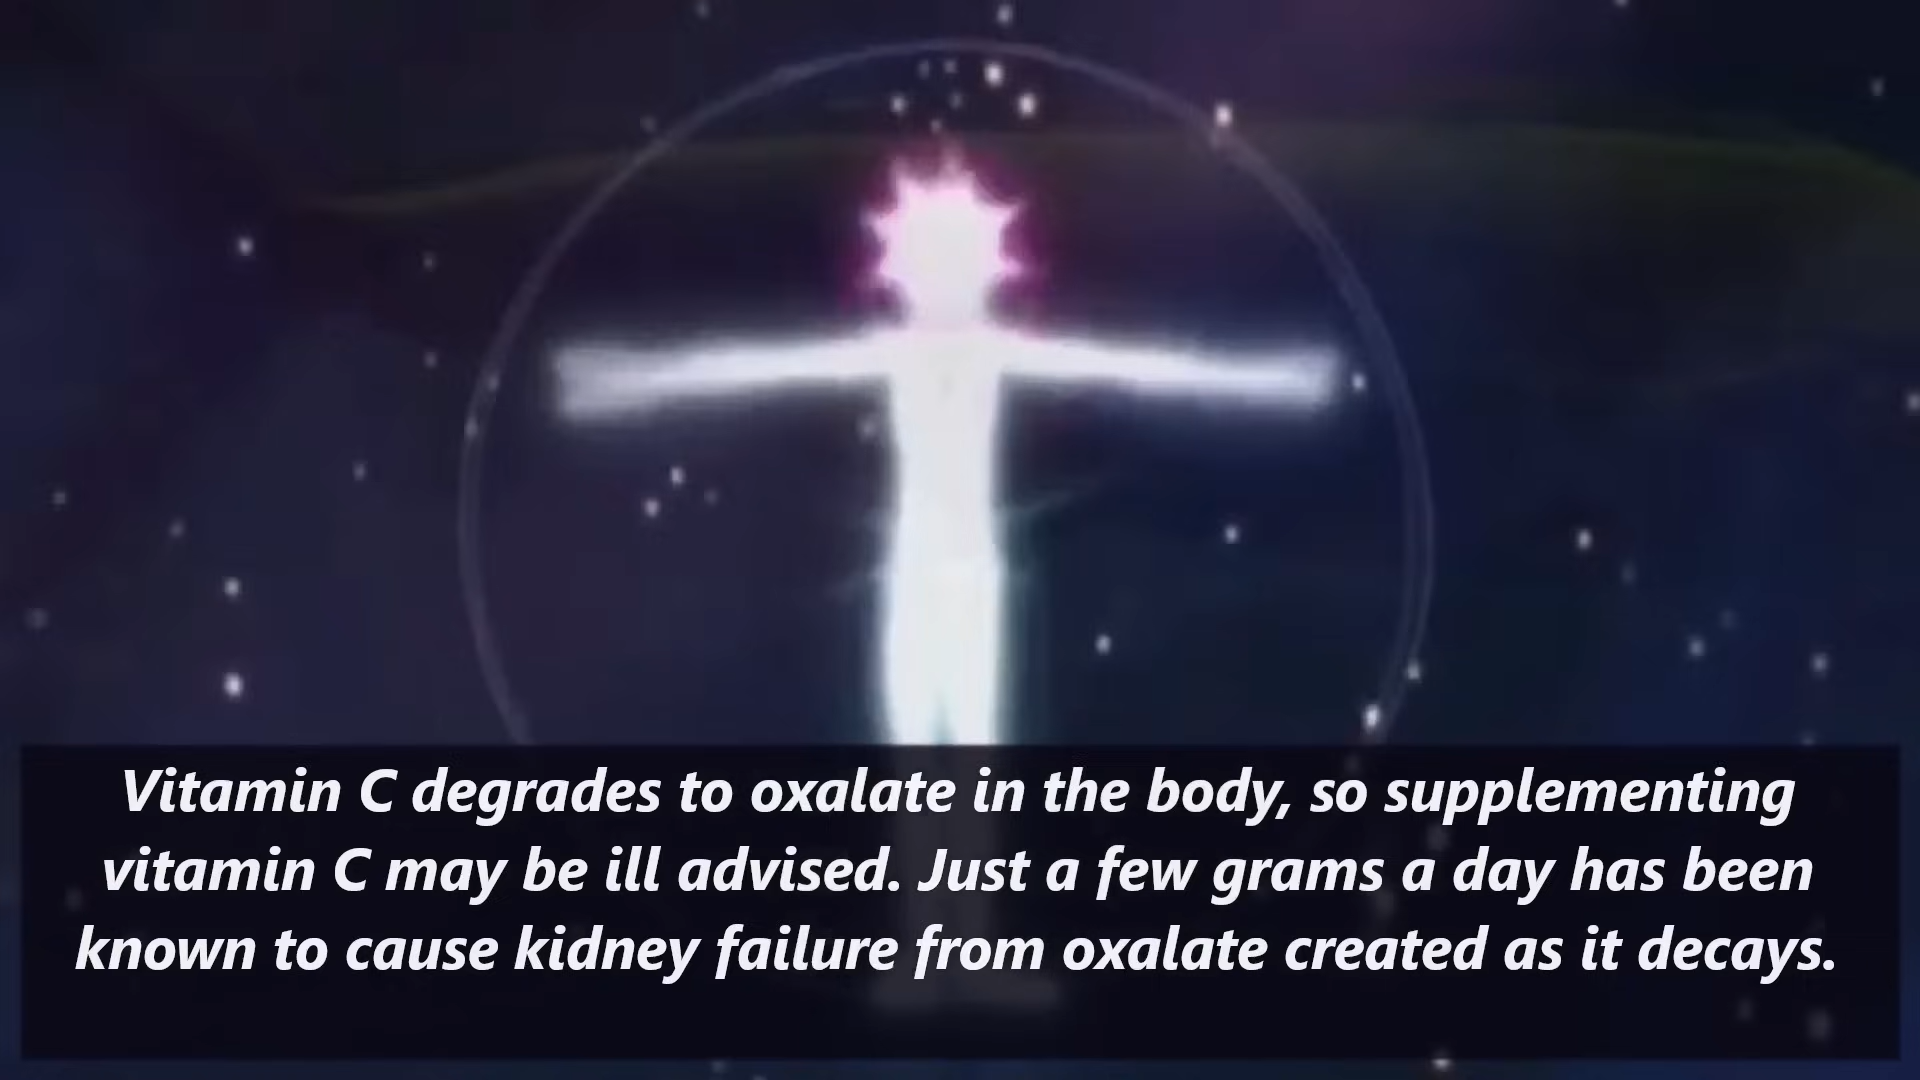 Vitamin C degrades to oxalate in the body, so supplementing
vitamin C may be ill advised. Just a few grams a day has been
known to cause kidney failure from oxalate created as it decays.